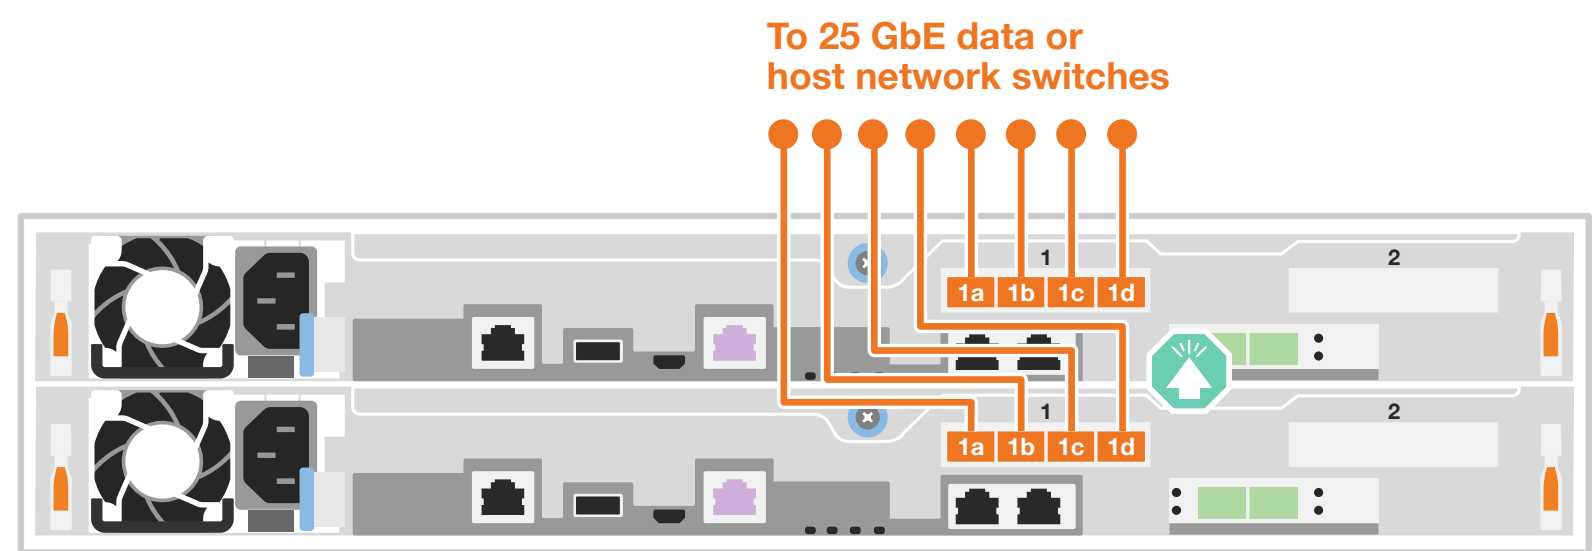 To 25 GbE data or
host network switches
1 2
1a 1b 1c 1d
1 2
1a 1b 1c 1d